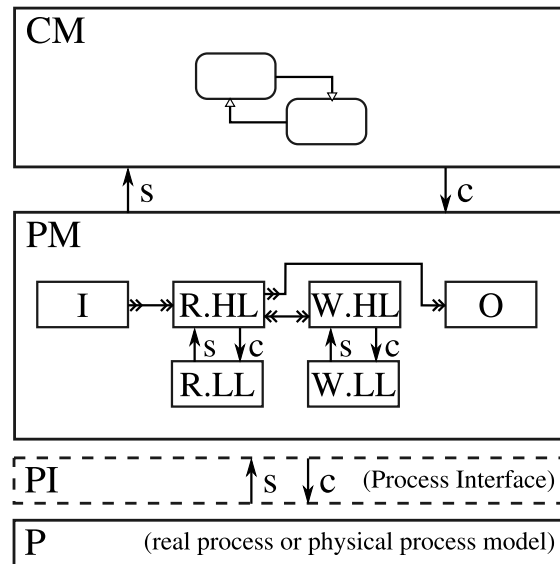 CM
s
c
PM
I
R.HL
W.HL
O
s
c
s
c
R.LL
W.LL
PI
s
c
(Process Interface)
P
(real process or physical process model)